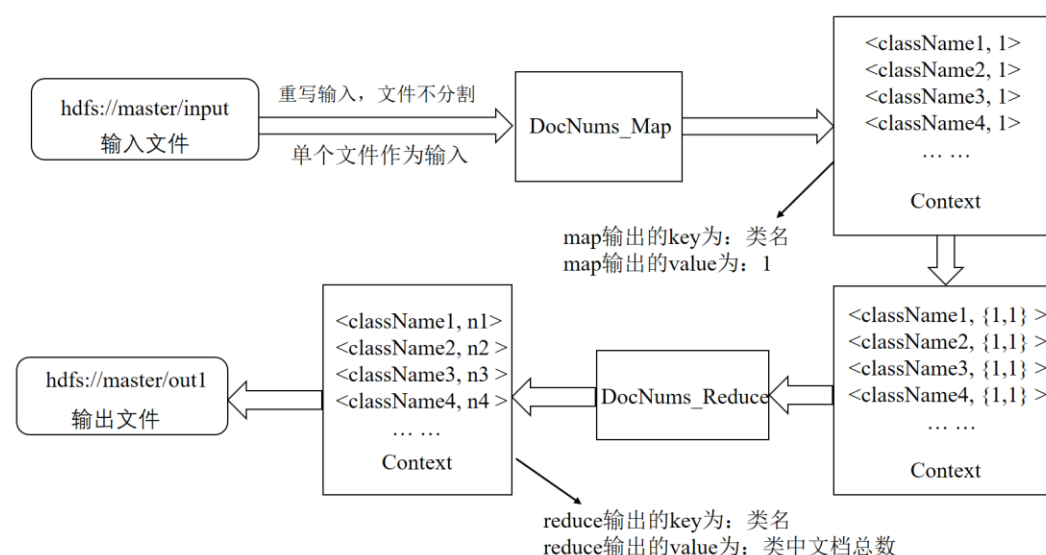 hdfs://master/input
输入文件
重写输入，文件不分割
单个文件作为输入
DocNums_Map
<className1, 1>
<className2, 1>
<className3, 1>
<className4, 1>
… …
Context
map输出的key为：类名
map输出的value为：1
<className1, {1,1} >
<className2, {1,1} >
<className3, {1,1} >
<className4, {1,1} >
… …
Context
DocNums_Reduce
<className1, n1>
<className2, n2 >
<className3, n3 >
<className4, n4 >
… …
Context
reduce输出的key为：类名
reduce输出的value为：类中文档总数
hdfs://master/out1
输出文件